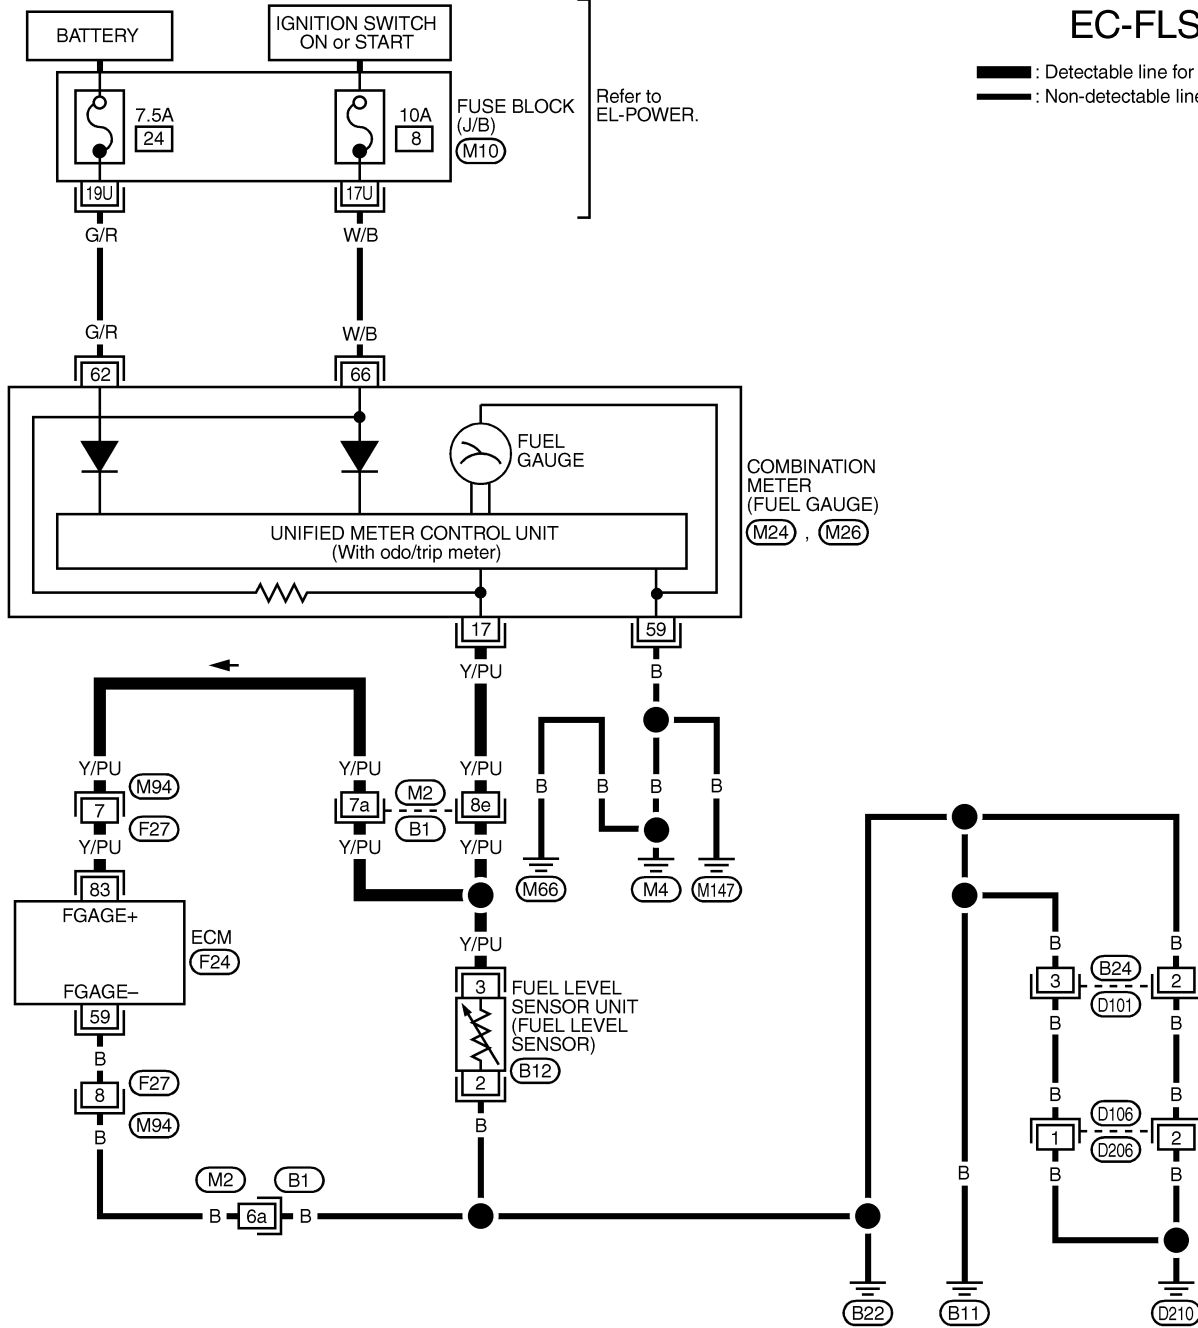 EC-FLS
: Detectable line for
: Non-detectable line
BATTERY
IGNITION SWITCH
ON or START
7.5A
24
10A
8
FUSE BLOCK
(J/B)
M10
Refer to
EL-POWER.
19U
17U
G/R
W/B
G/R
W/B
62
66
FUEL
GAUGE
COMBINATION
METER
(FUEL GAUGE)
M24 , M26
UNIFIED METER CONTROL UNIT
(With odo/trip meter)
17
59
Y/PU
B
Y/PU
M94
7
F27
Y/PU
Y/PU
M2
7a
8e
B1
Y/PU
Y/PU
Y/PU
B
B
B
B
M66
M4
M147
83
FGAGE+
ECM
F24
FGAGE–
59
B
F27
8
M94
B
Y/PU
3
FUEL LEVEL
SENSOR UNIT
(FUEL LEVEL
SENSOR)
B12
2
B
M2
B1
B
6a
B
B
B
B24
3
2
D101
B
B
B
B
D106
1
2
D206
B
B
B
B22
B11
D210